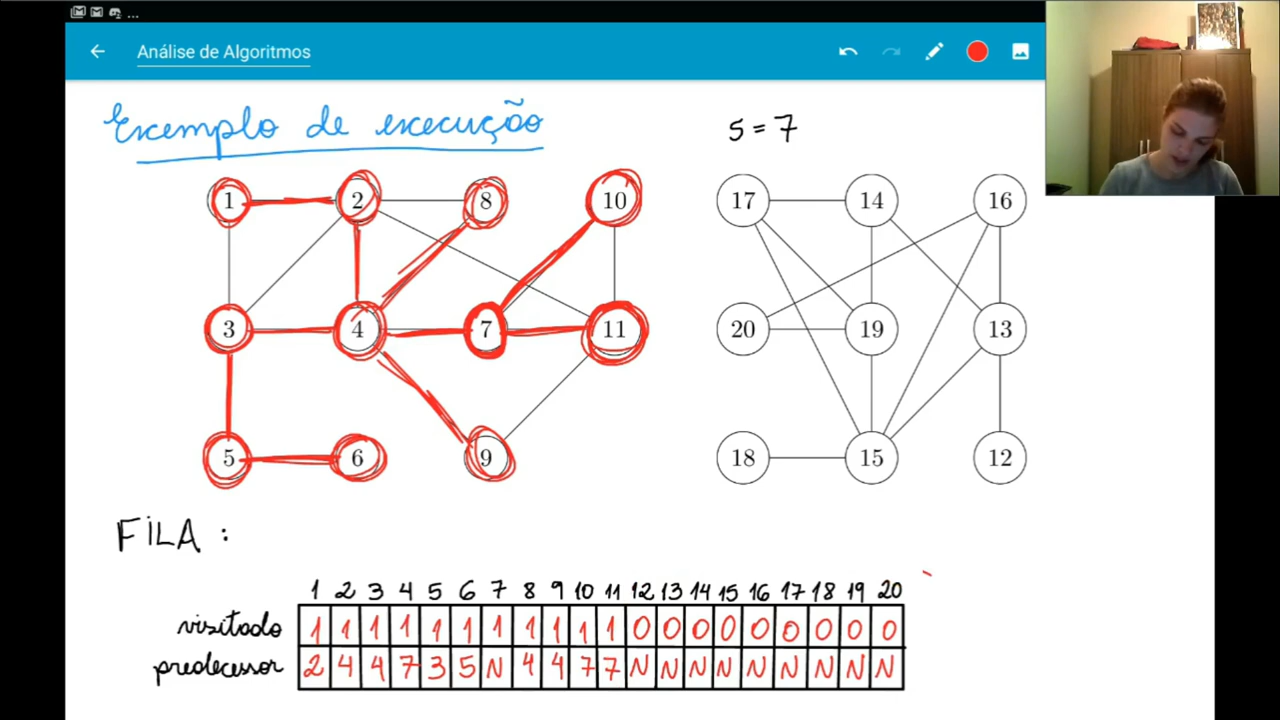 Análise de Algoritmos
Exemplo de execução
5 = 7
1 2 8 10
3 4 7 11
5 6 9
17 14 16
20 19 13
18 15 12
FILA :
1 2 3 4 5 6 7 8 9 10 11 12 13 14 15 16 17 18 19 20
visitado 1 1 1 1 1 1 1 1 1 1 1 0 0 0 0 0 0 0 0 0
predecessor 2 4 4 7 3 5 N 4 4 7 7 N N N N N N N N N